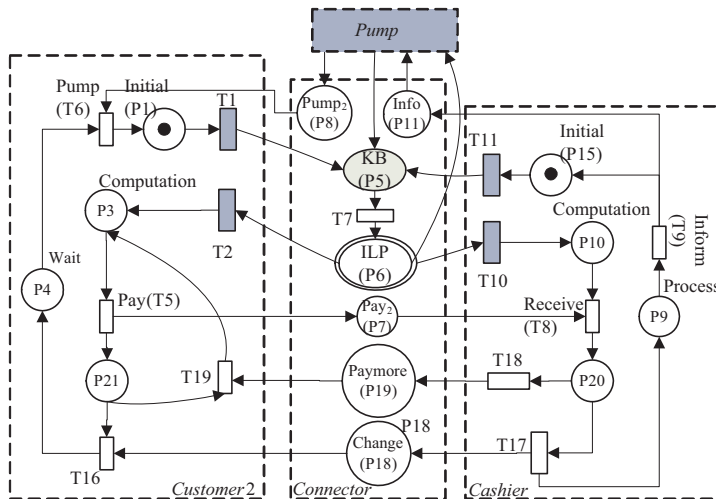 Pump
Pump
(T6)
Initial
(P1)
T1
Pump2
(P8)
Info
(P11)
KB
(P5)
T11
Initial
(P15)
Computation
P3
T2
T7
ILP
(P6)
T10
Computation
P10
Inform
(T9)
Wait
P4
Pay(T5)
Pay2
(P7)
Receive
(T8)
Process
P9
P21
T19
Paymore
(P19)
T18
P20
T16
P18
Change
(P18)
T17
Customer2
Connector
Cashier